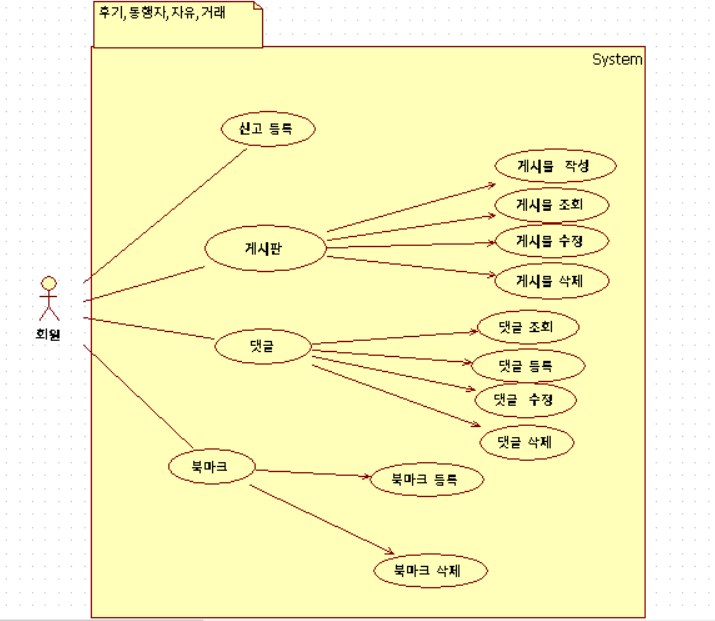 후기,동행자,자유,거래
System
신고 등록
게시판
게시물 작성
게시물 조회
게시물 수정
게시물 삭제
회원
댓글
댓글 조회
댓글 등록
댓글 수정
댓글 삭제
북마크
북마크 등록
북마크 삭제